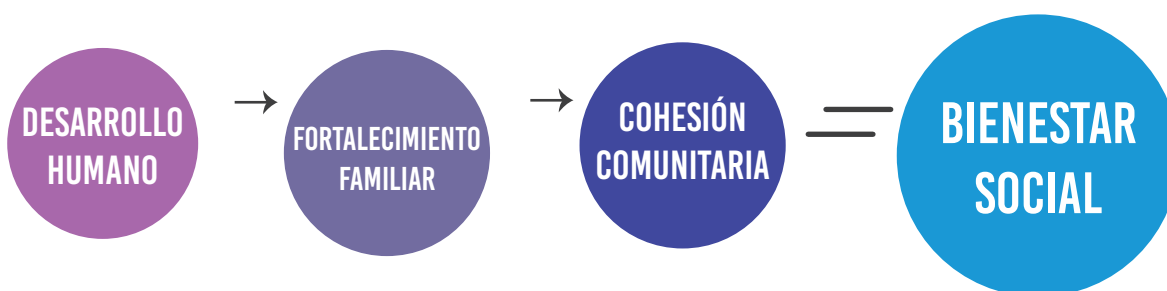 DESARROLLO
HUMANO
→
FORTALECIMIENTO
FAMILIAR
→
COHESIÓN
COMUNITARIA
=
BIENESTAR
SOCIAL